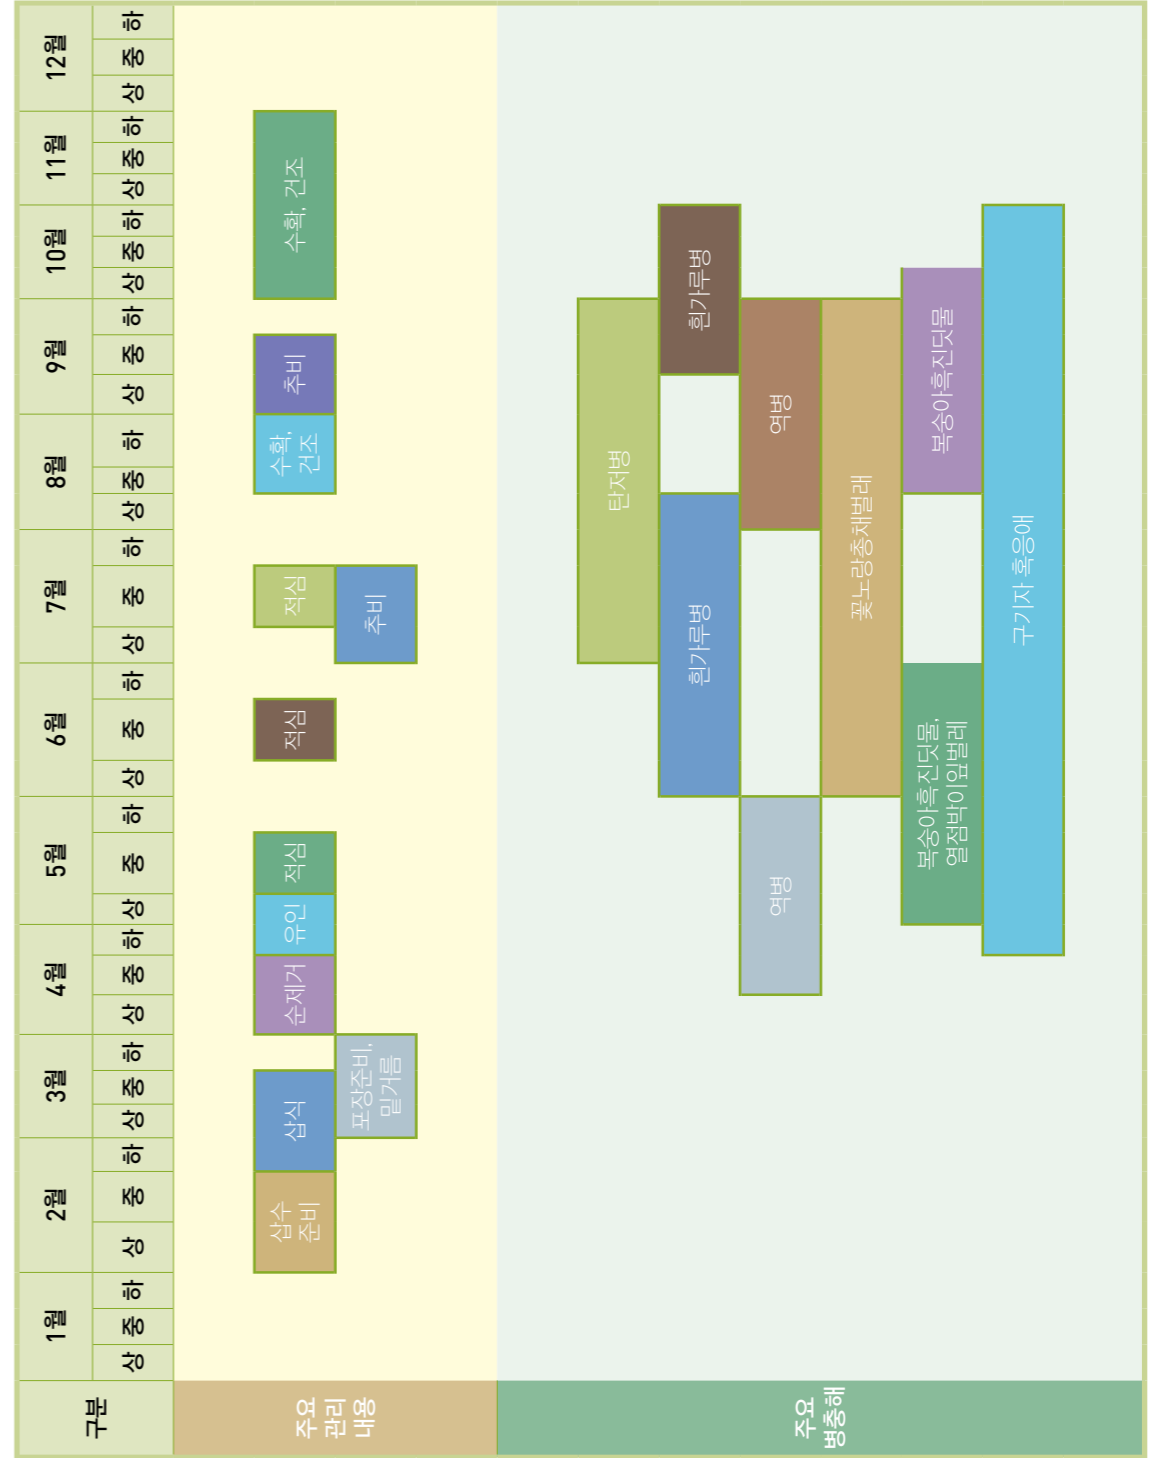 구분
1월
2월
3월
4월
5월
6월
7월
8월
9월
10월
11월
12월
상
중
하
상
중
하
상
중
하
상
중
하
상
중
하
상
중
하
상
중
하
상
중
하
상
중
하
상
중
하
상
중
하
상
중
하
주요
관리
내용
삽수
준비
삽식
순제거
유인
적심
적심
적심
수확,
건조
추비
수확, 건조
포장준비,
밑거름
추비
주요
병충해
탄저병
흰가루병
흰가루병
역병
역병
꽃노랑총채벌래
복숭아혹진딧물,
열점박이잎벌레
복숭아혹진딧물
구기자 혹응애